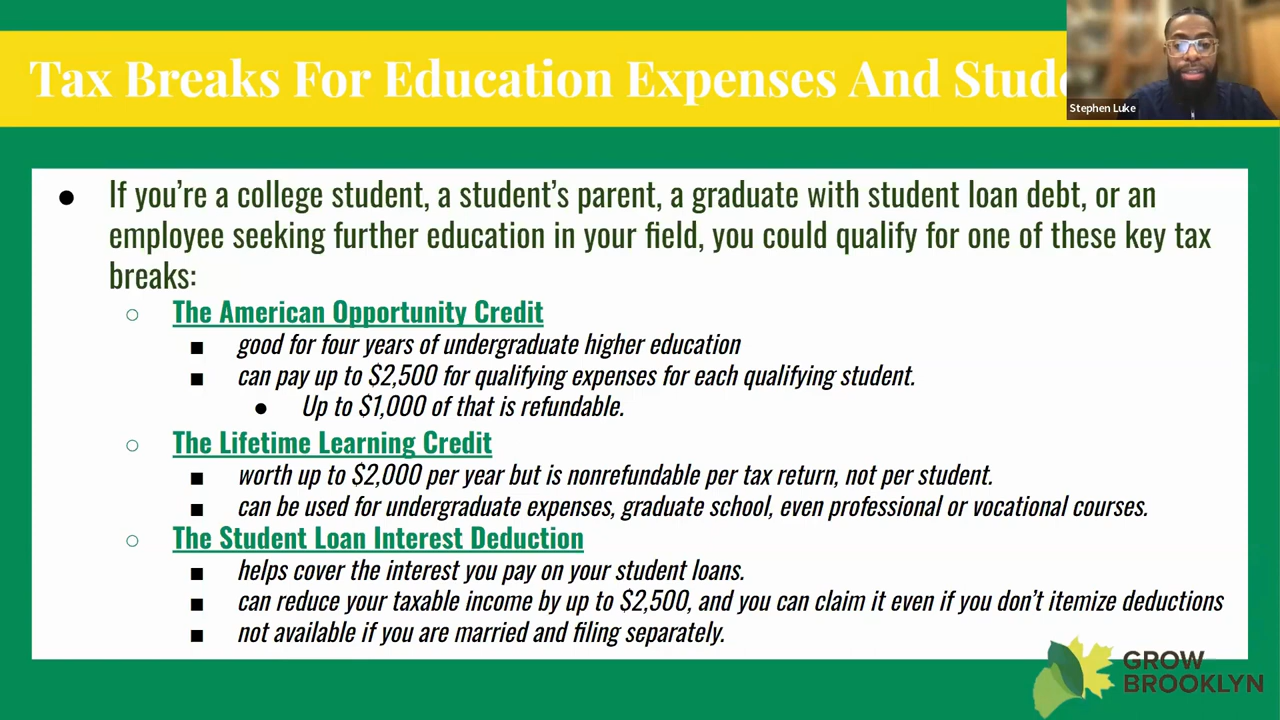 Tax Breaks For Education Expenses And Stude
Stephen Luke
● If you’re a college student, a student’s parent, a graduate with student loan debt, or an
employee seeking further education in your field, you could qualify for one of these key tax
breaks:
○ The American Opportunity Credit
■ good for four years of undergraduate higher education
■ can pay up to $2,500 for qualifying expenses for each qualifying student.
● Up to $1,000 of that is refundable.
○ The Lifetime Learning Credit
■ worth up to $2,000 per year but is nonrefundable per tax return, not per student.
■ can be used for undergraduate expenses, graduate school, even professional or vocational courses.
○ The Student Loan Interest Deduction
■ helps cover the interest you pay on your student loans.
■ can reduce your taxable income by up to $2,500, and you can claim it even if you don’t itemize deductions
■ not available if you are married and filing separately.
GROW
BROOKLYN